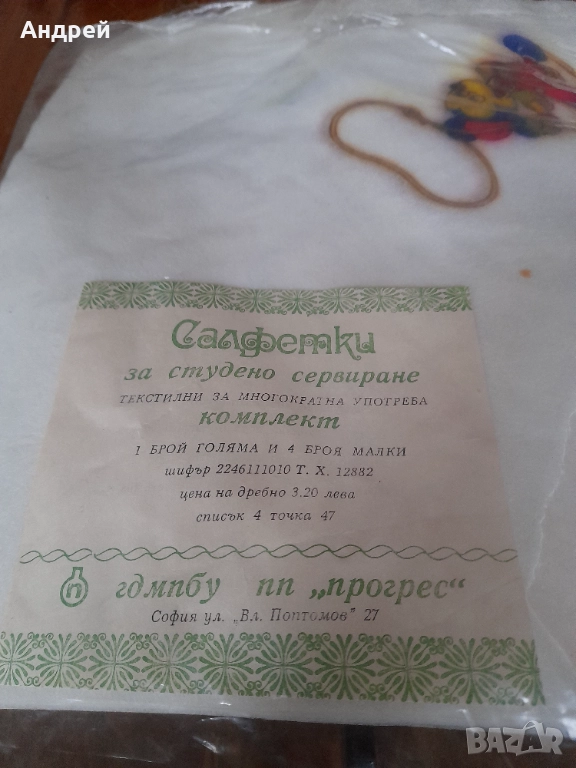 Андрей
Салфетки
за студено сервиране
ТЕКСТИЛНИ ЗА МНОГОКРАТНА УПОТРЕБА
комплект
1 БРОЙ ГОЛЯМА И 4 БРОЯ МАЛКИ
шифър 2246111010 Т. Х. 12882
цена на дребно 3.20 лева
списък 4 точка 47
гдмпбу пп „прогрес“
София ул. „Вл. Поптомов" 27
BAZAR